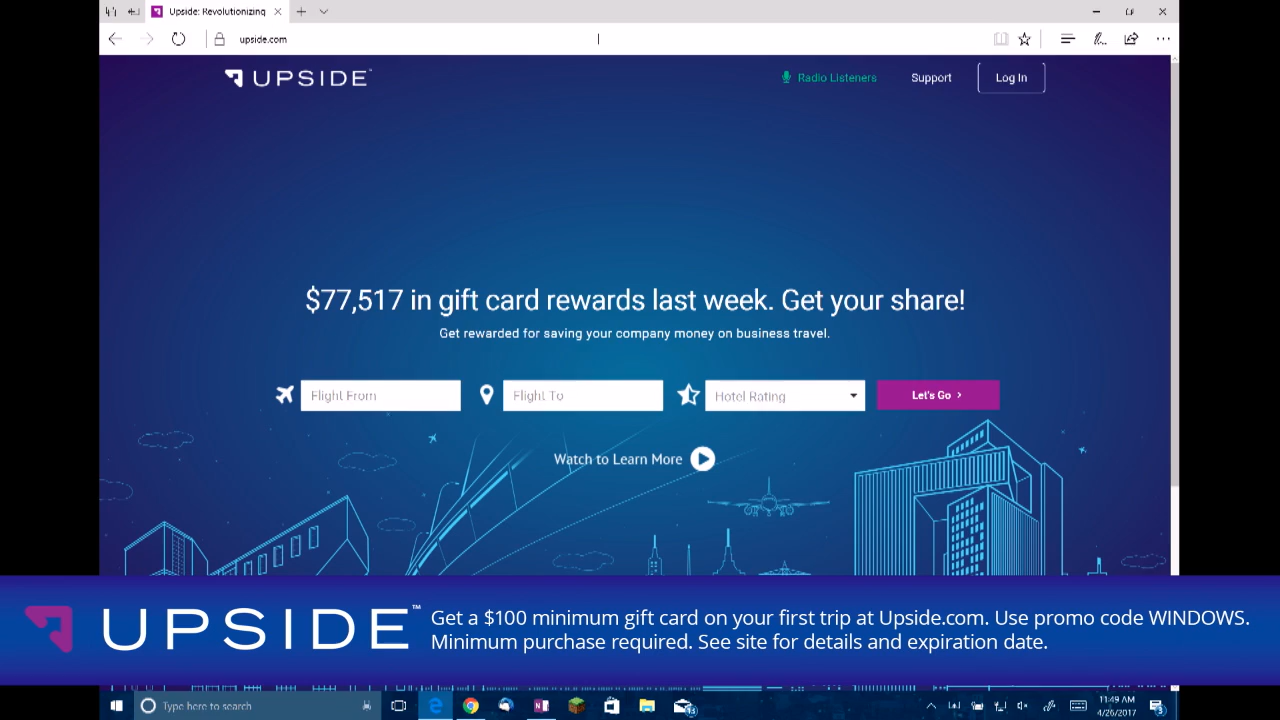 Upside: Revolutionizing
upside.com
UPSIDE™
Radio Listeners
Support
Log In
$77,517 in gift card rewards last week. Get your share!
Get rewarded for saving your company money on business travel.
Flight From
Flight To
Hotel Rating
Let's Go
Watch to Learn More
UPSIDE™
Get a $100 minimum gift card on your first trip at Upside.com. Use promo code WINDOWS.
Minimum purchase required. See site for details and expiration date.
Type here to search
11:49 AM
4/26/2017